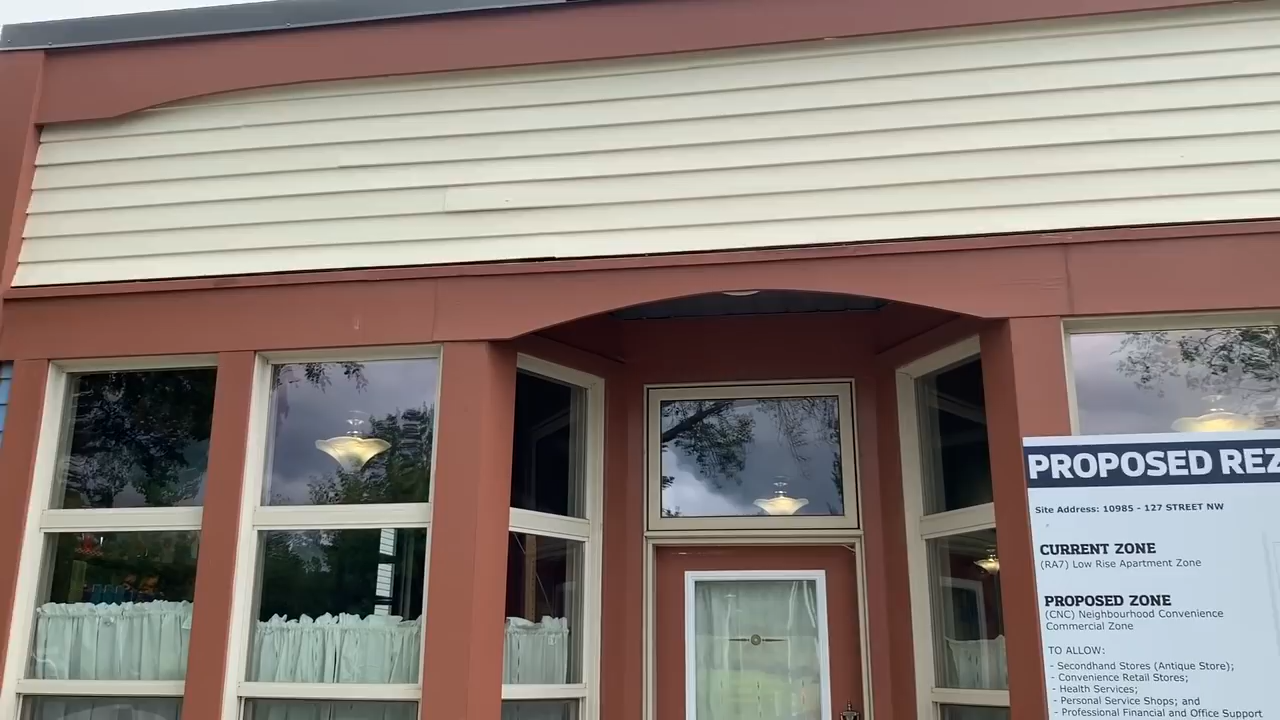 PROPOSED REZ
Site Address: 10985 - 127 STREET NW
CURRENT ZONE
(RA7) Low Rise Apartment Zone
PROPOSED ZONE
(CNC) Neighbourhood Convenience
Commercial Zone
TO ALLOW:
- Secondhand Stores (Antique Store);
- Convenience Retail Stores;
- Health Services;
- Personal Service Shops; and
- Professional Financial and Office Support